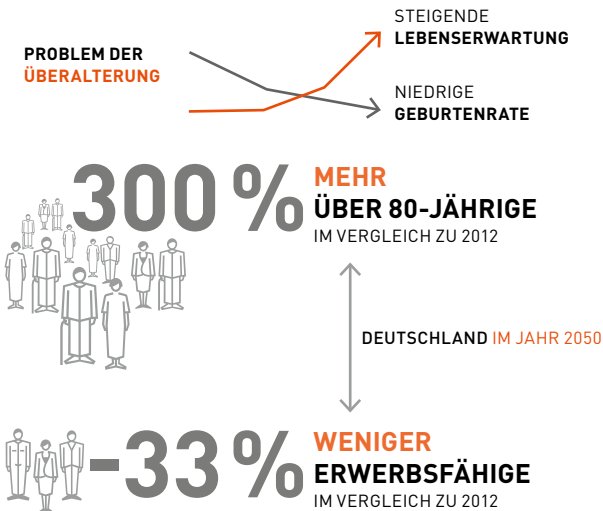 PROBLEM DER
ÜBERALTERUNG
STEIGENDE
LEBENSERWARTUNG
NIEDRIGE
GEBURTENRATE
300 %
MEHR
ÜBER 80-JÄHRIGE
IM VERGLEICH ZU 2012
DEUTSCHLAND IM JAHR 2050
-33 %
WENIGER
ERWERBSFÄHIGE
IM VERGLEICH ZU 2012